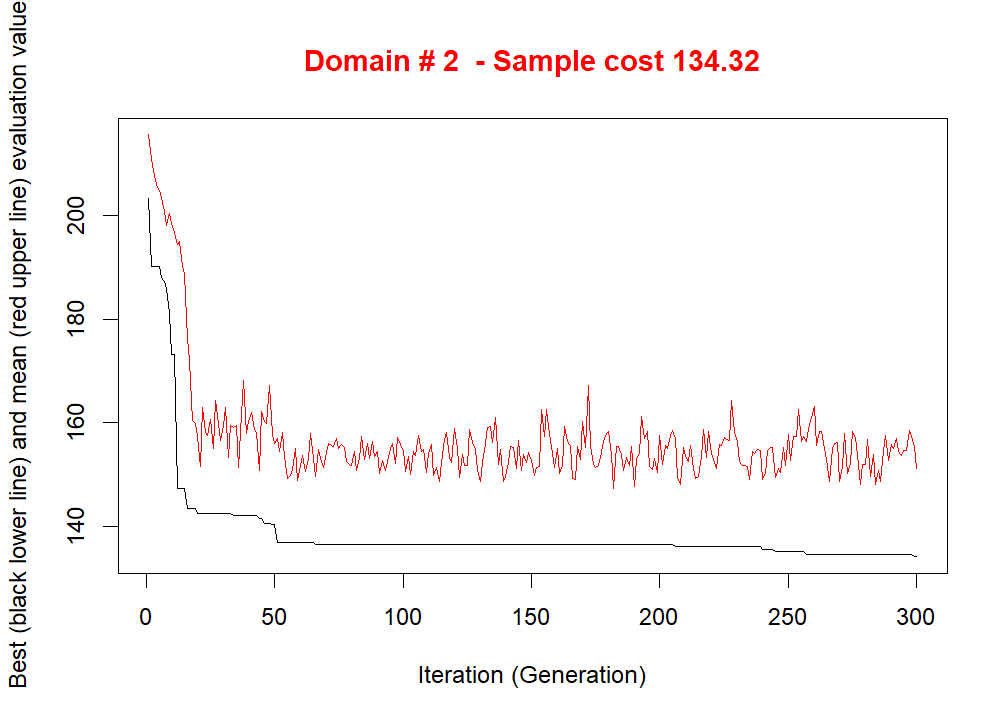 Domain # 2  - Sample cost 134.32
Best (black lower line) and mean (red upper line) evaluation value
200
180
160
140
0 50 100 150 200 250 300
Iteration (Generation)